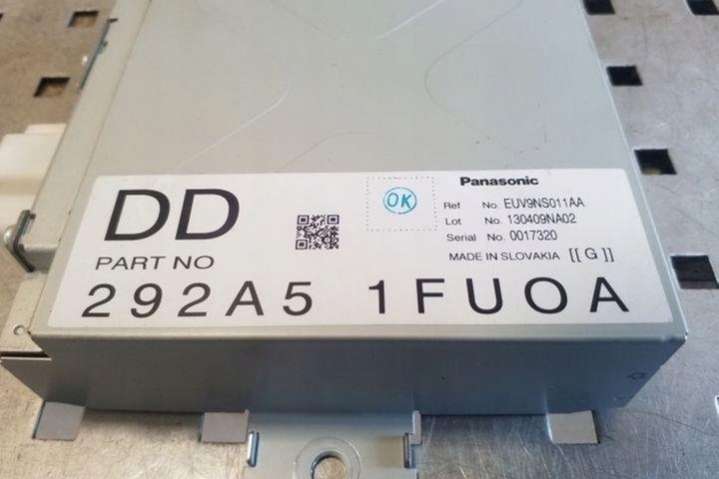 DD
PART NO
292A5 1FUOA
OK
Panasonic
Ref No. EUV9NS011AA
Lot No. 130409NA02
Serial No. 0017320
MADE IN SLOVAKIA [[G]]